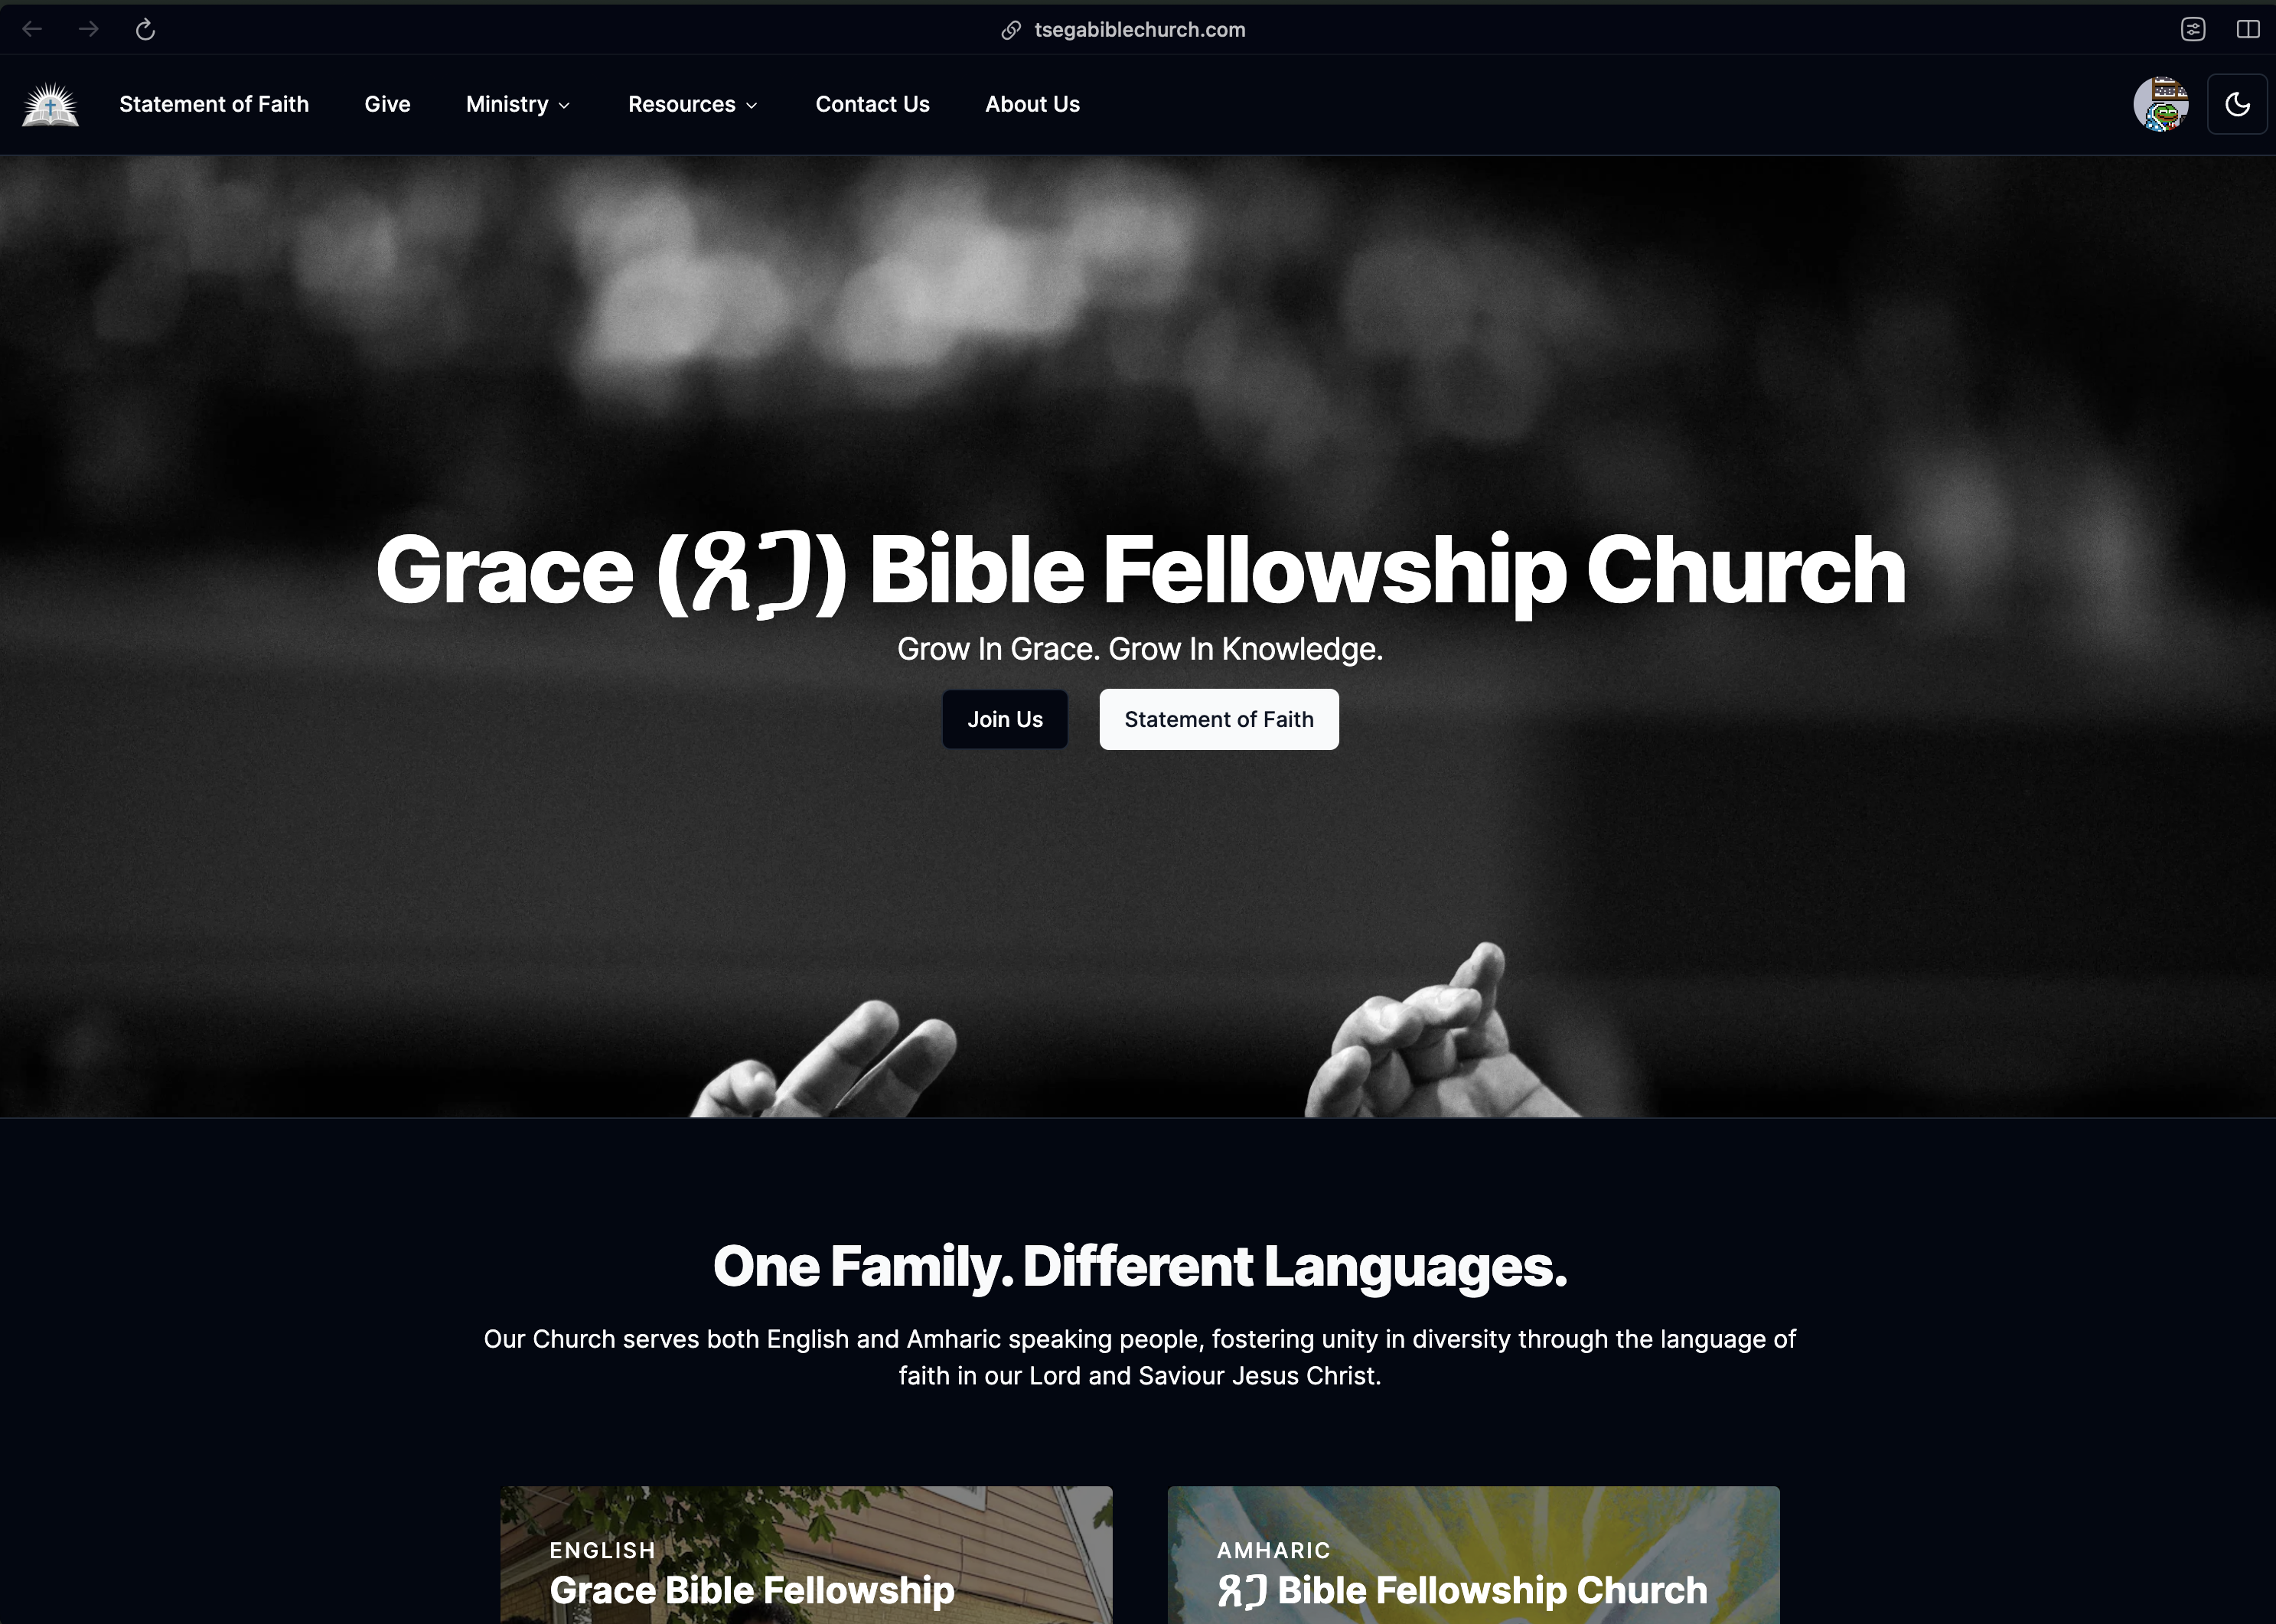 tsegabiblechurch.com
Statement of Faith
Give
Ministry
Resources
Contact Us
About Us
Grace (ጸጋ) Bible Fellowship Church
Grow In Grace. Grow In Knowledge.
Join Us
Statement of Faith
One Family. Different Languages.
Our Church serves both English and Amharic speaking people, fostering unity in diversity through the language of
faith in our Lord and Saviour Jesus Christ.
ENGLISH
Grace Bible Fellowship
AMHARIC
ጸጋ Bible Fellowship Church